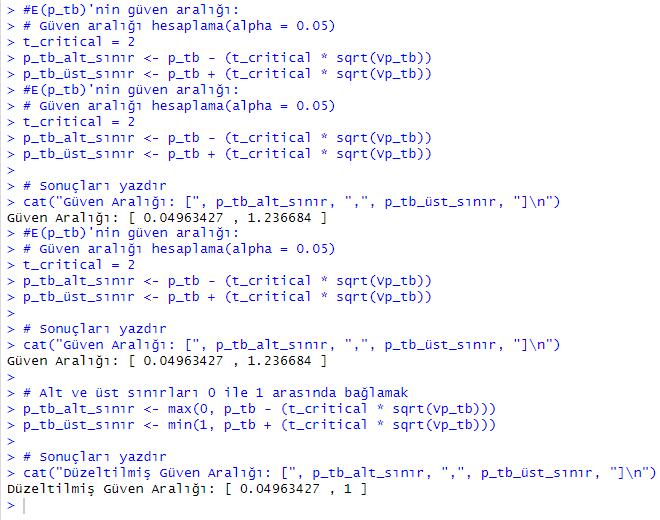 > #E(p_tb)'nin güven aralığı:
> # Güven aralığı hesaplama(alpha = 0.05)
> t_critical = 2
> p_tb_alt_sınır <- p_tb - (t_critical * sqrt(Vp_tb))
> p_tb_üst_sınır <- p_tb + (t_critical * sqrt(Vp_tb))
> #E(p_tb)'nin güven aralığı:
> # Güven aralığı hesaplama(alpha = 0.05)
> t_critical = 2
> p_tb_alt_sınır <- p_tb - (t_critical * sqrt(Vp_tb))
> p_tb_üst_sınır <- p_tb + (t_critical * sqrt(Vp_tb))
>
> # Sonuçları yazdır
> cat("Güven Aralığı: [", p_tb_alt_sınır, ",", p_tb_üst_sınır, "]\n")
Güven Aralığı: [ 0.04963427 , 1.236684 ]
> #E(p_tb)'nin güven aralığı:
> # Güven aralığı hesaplama(alpha = 0.05)
> t_critical = 2
> p_tb_alt_sınır <- p_tb - (t_critical * sqrt(Vp_tb))
> p_tb_üst_sınır <- p_tb + (t_critical * sqrt(Vp_tb))
>
> # Sonuçları yazdır
> cat("Güven Aralığı: [", p_tb_alt_sınır, ",", p_tb_üst_sınır, "]\n")
Güven Aralığı: [ 0.04963427 , 1.236684 ]
>
> # Alt ve üst sınırları 0 ile 1 arasında bağlamak
> p_tb_alt_sınır <- max(0, p_tb - (t_critical * sqrt(Vp_tb)))
> p_tb_üst_sınır <- min(1, p_tb + (t_critical * sqrt(Vp_tb)))
>
> # Sonuçları yazdır
> cat("Düzeltilmiş Güven Aralığı: [", p_tb_alt_sınır, ",", p_tb_üst_sınır, "]\n")
Düzeltilmiş Güven Aralığı: [ 0.04963427 , 1 ]
>